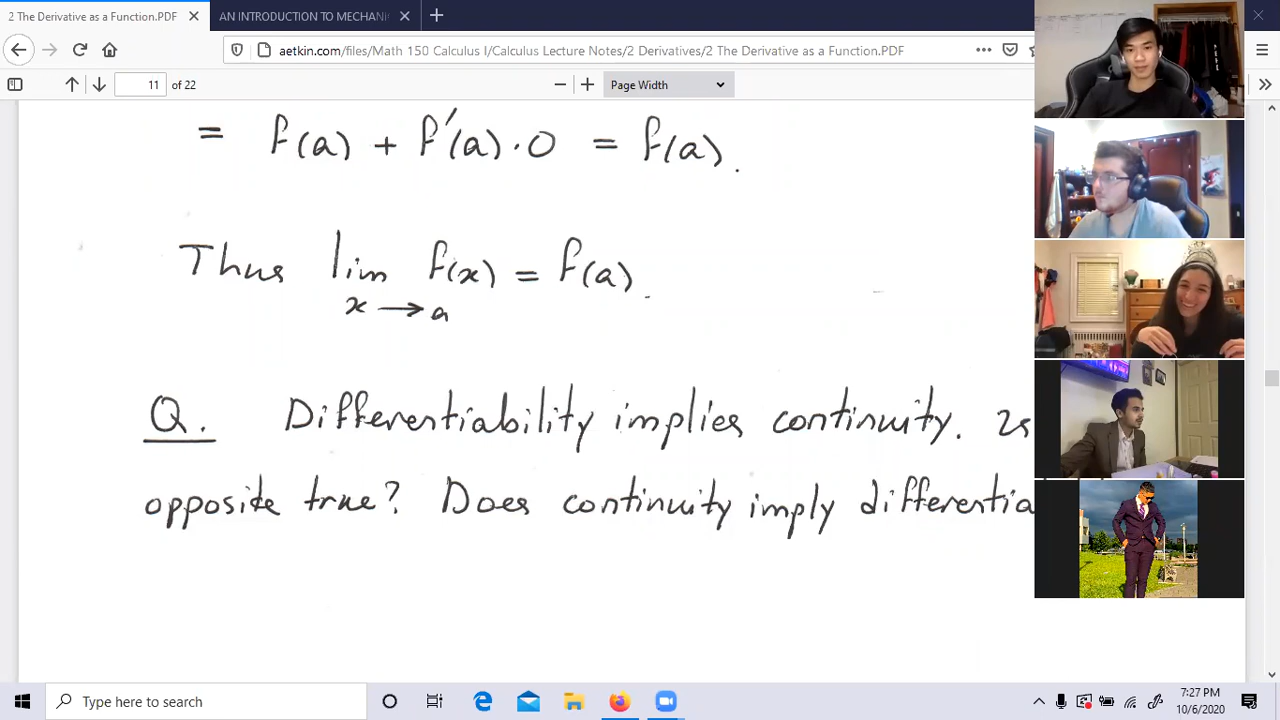 2 The Derivative as a Function.PDF
AN INTRODUCTION TO MECHANI
aetkin.com/files/Math 150 Calculus I/Calculus Lecture Notes/2 Derivatives/2 The Derivative as a Function.PDF
11 of 22
Page Width
= f(a) + f'(a)·0 = f(a).
Thus lim f(x) = f(a).
x → a
Q. Differentiability implies continuity. Is
opposite true? Does continuity imply differentia
Type here to search
7:27 PM
10/6/2020